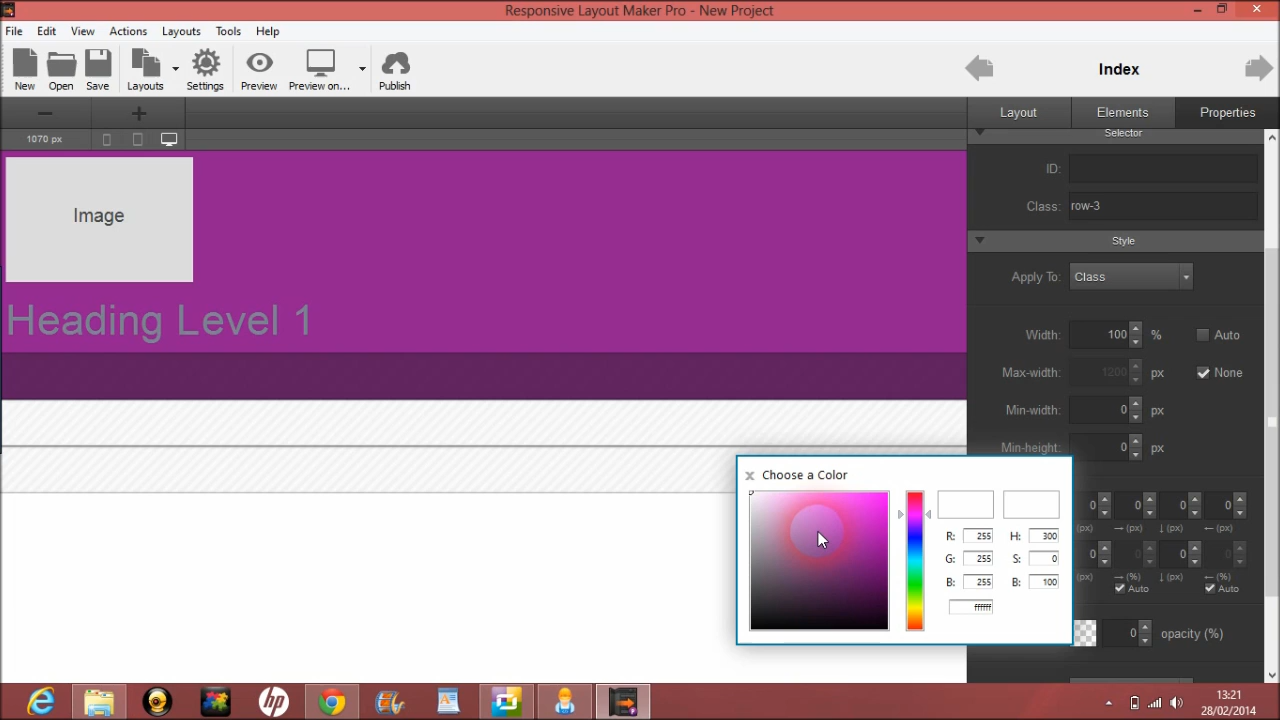 Responsive Layout Maker Pro - New Project
File Edit View Actions Layouts Tools Help
New Open Save Layouts Settings Preview Preview on... Publish
Index
Layout Elements Properties
1070 px
Selector
ID:
Class: row-3
Style
Apply To: Class
Width: 100 % Auto
Max-width: 1200 px None
Min-width: 0 px
Min-height: 0 px
Image
Heading Level 1
Choose a Color
R: 255 H: 300
G: 255 S: 0
B: 255 B: 100
ffffff
0 0 0 0
(px) (px) (px) (px)
0 0 0 0
(px) (%) (px) (%)
Auto Auto
0 opacity (%)
13:21
28/02/2014